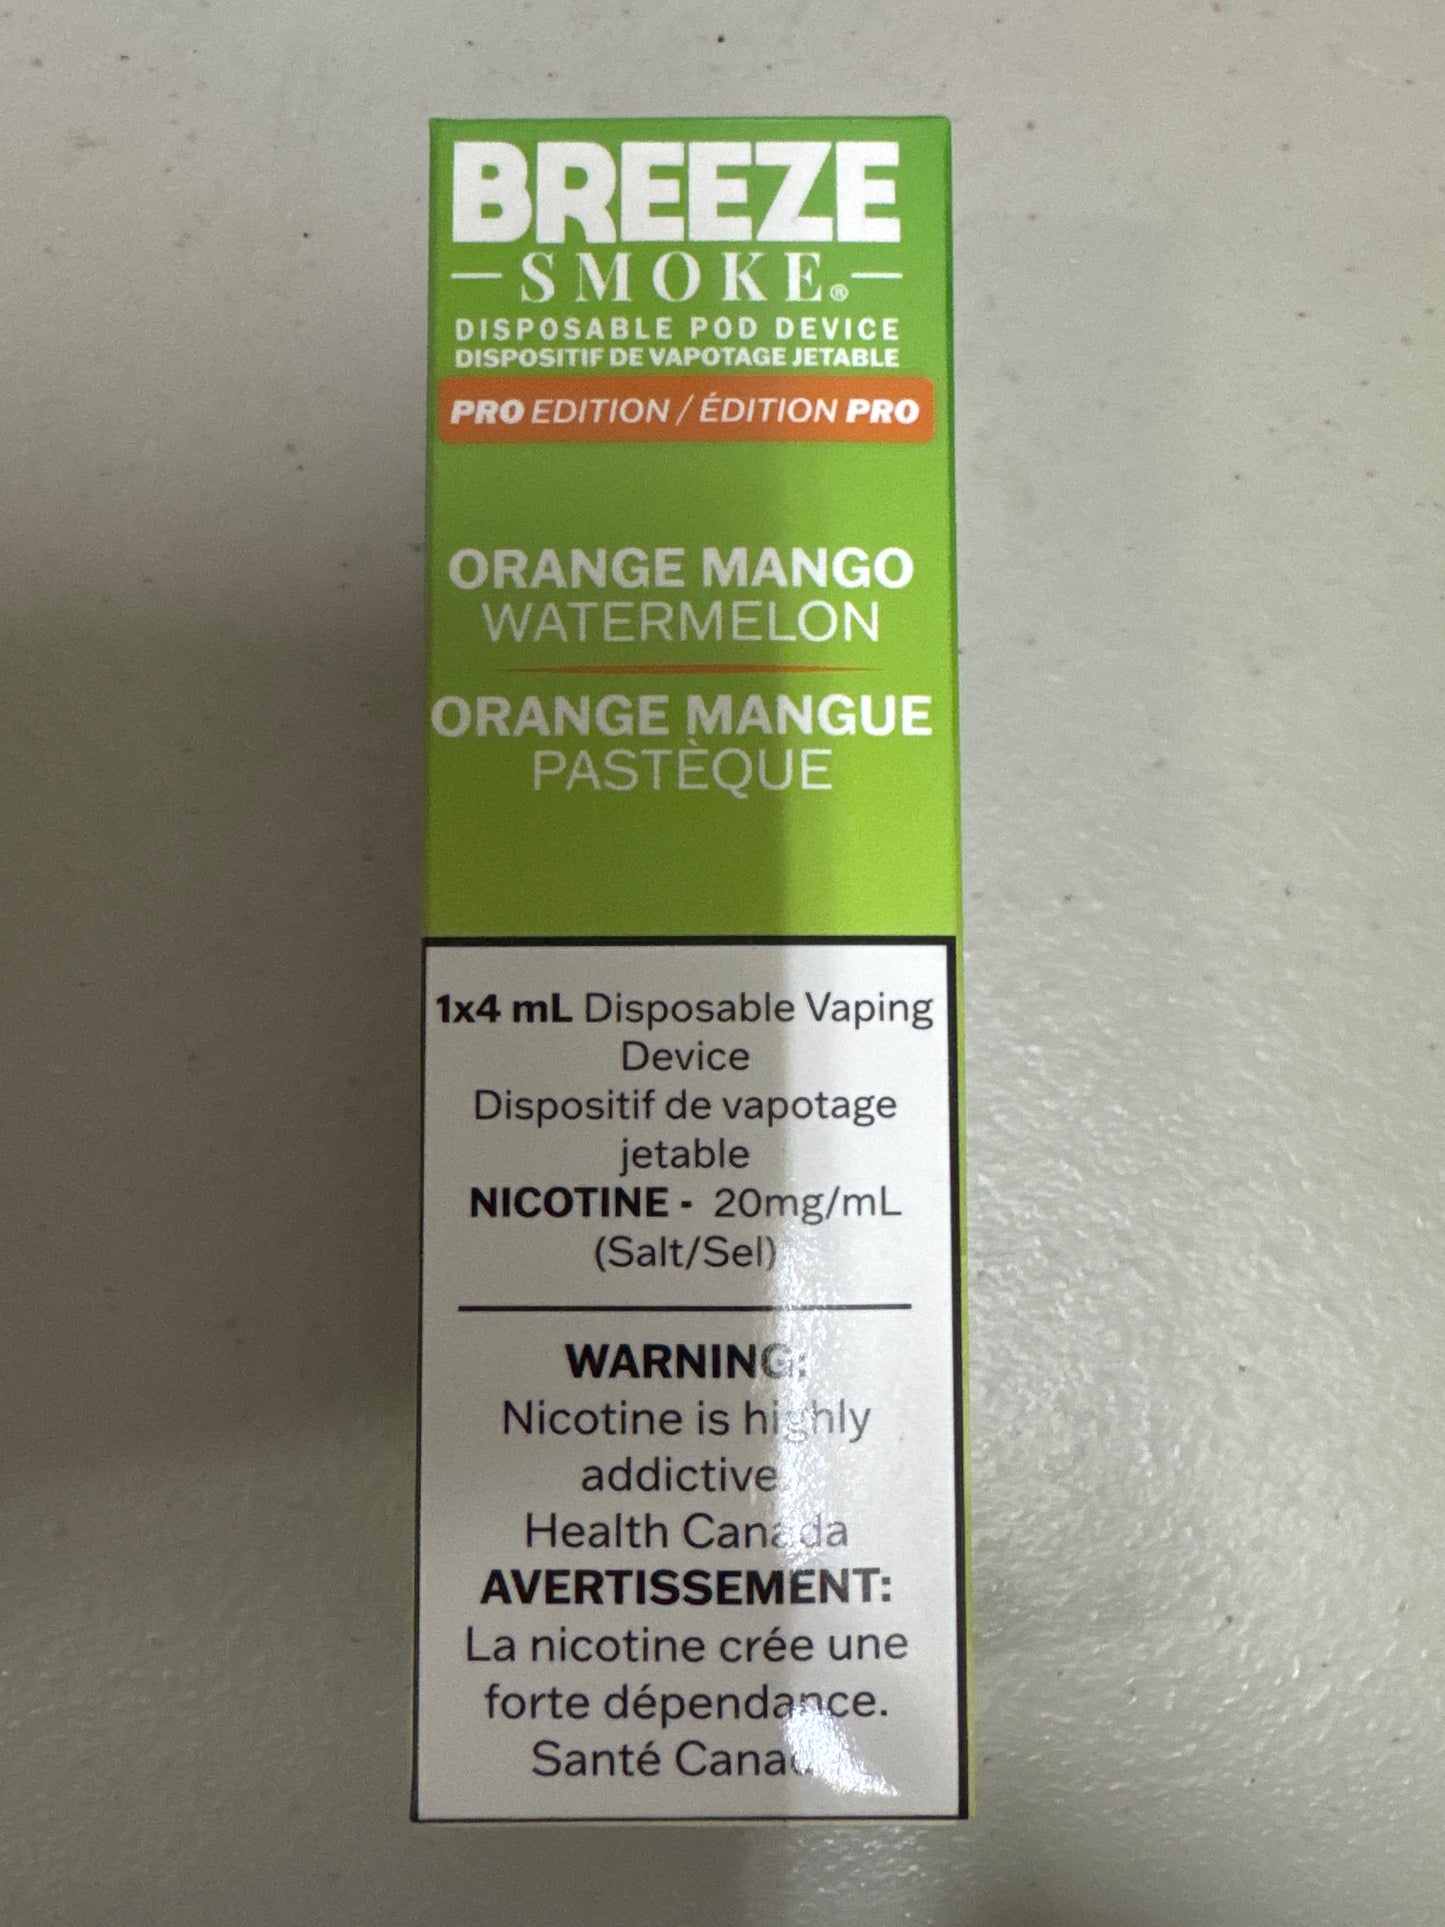 BREEZE
SMOKE®
DISPOSABLE POD DEVICE
DISPOSITIF DE VAPOTAGE JETABLE
PRO EDITION / ÉDITION PRO
ORANGE MANGO
WATERMELON
ORANGE MANGUE
PASTÈQUE
1x4 mL Disposable Vaping
Device
Dispositif de vapotage
jetable
NICOTINE - 20mg/mL
(Salt/Sel)
WARNING:
Nicotine is highly
addictive
Health Canada
AVERTISSEMENT:
La nicotine crée une
forte dépendance.
Santé Canada